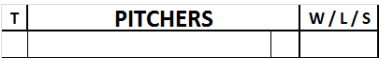 T PITCHERS W / L / S